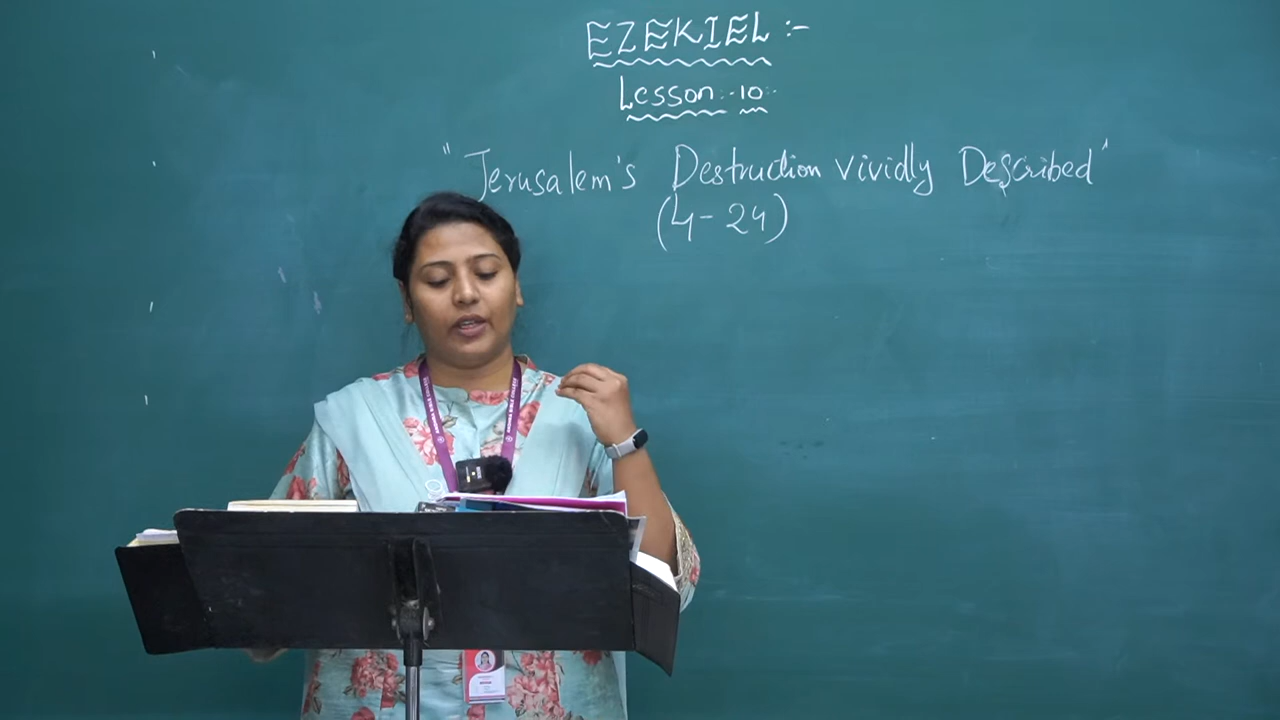 EZEKIEL :-
Lesson :- 10 :-
"Jerusalem's Destruction vividly Described"
(4-24)